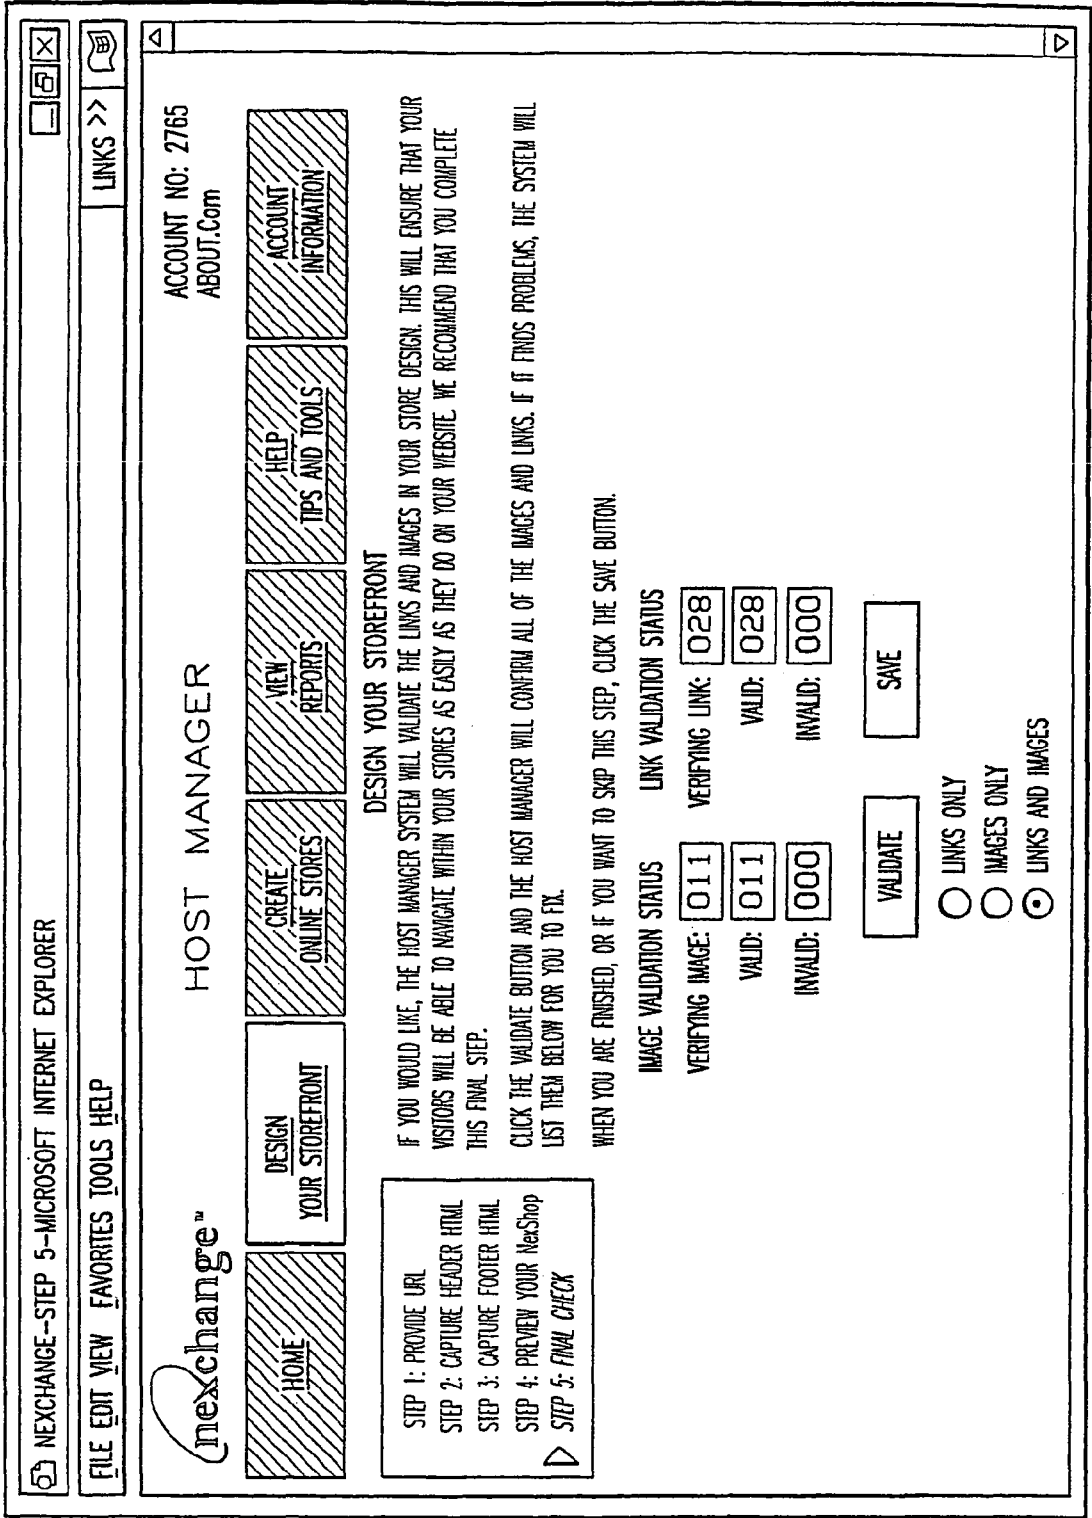 NEXCHANGE–STEP 5–MICROSOFT INTERNET EXPLORER
FILE EDIT VIEW FAVORITES TOOLS HELP
LINKS >>
nexchange™
HOST MANAGER
ACCOUNT NO: 2765
ABOUT.Com
HOME
DESIGN
YOUR STOREFRONT
CREATE
ONLINE STORES
VIEW
REPORTS
HELP
TIPS AND TOOLS
ACCOUNT
INFORMATION
STEP 1: PROVIDE URL
STEP 2: CAPTURE HEADER HTML
STEP 3: CAPTURE FOOTER HTML
STEP 4: PREVIEW YOUR NexShop
STEP 5: FINAL CHECK
DESIGN YOUR STOREFRONT
IF YOU WOULD LIKE, THE HOST MANAGER SYSTEM WILL VALIDATE THE LINKS AND IMAGES IN YOUR STORE DESIGN. THIS WILL ENSURE THAT YOUR
VISITORS WILL BE ABLE TO NAVIGATE WITHIN YOUR STORES AS EASILY AS THEY DO ON YOUR WEBSITE. WE RECOMMEND THAT YOU COMPLETE
THIS FINAL STEP.
CLICK THE VALIDATE BUTTON AND THE HOST MANAGER WILL CONFIRM ALL OF THE IMAGES AND LINKS. IF IT FINDS PROBLEMS, THE SYSTEM WILL
LIST THEM BELOW FOR YOU TO FIX.
WHEN YOU ARE FINISHED, OR IF YOU WANT TO SKIP THIS STEP, CLICK THE SAVE BUTTON.
IMAGE VALIDATION STATUS LINK VALIDATION STATUS
VERIFYING IMAGE: 011 VERIFYING LINK: 028
VALID: 011 VALID: 028
INVALID: 000 INVALID: 000
VALIDATE SAVE
LINKS ONLY
IMAGES ONLY
LINKS AND IMAGES